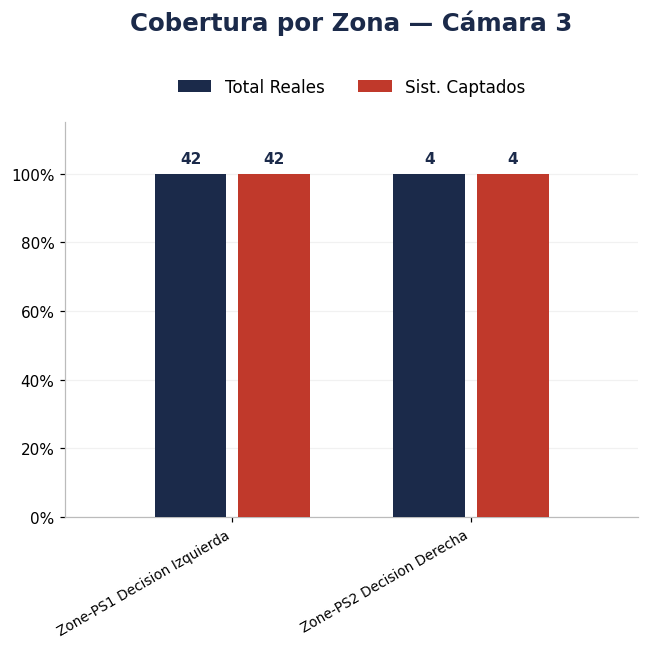 Cobertura por Zona — Cámara 3
Total Reales
Sist. Captados
42
42
4
4
100%
80%
60%
40%
20%
0%
Zone-PS1 Decision Izquierda
Zone-PS2 Decision Derecha